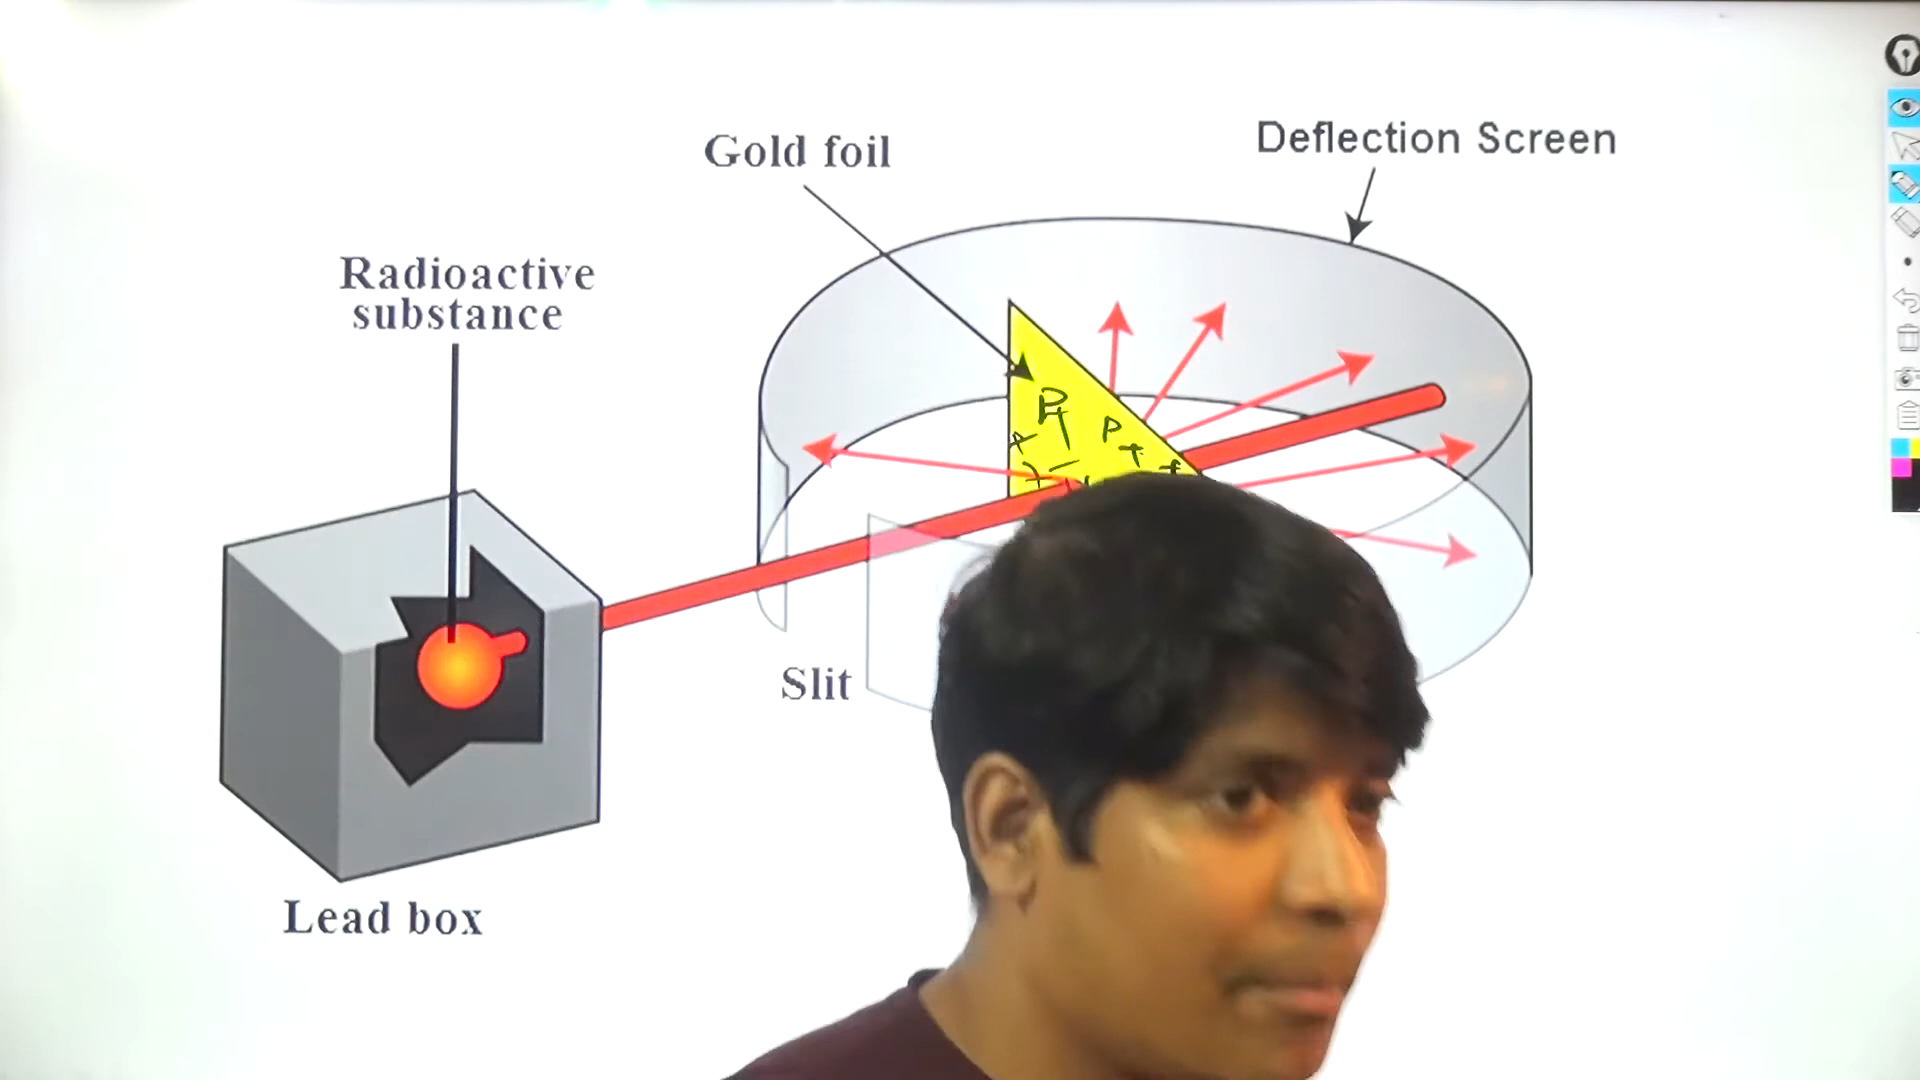 Gold foil
Deflection Screen
Radioactive
substance
P
P
+
+
Slit
Lead box